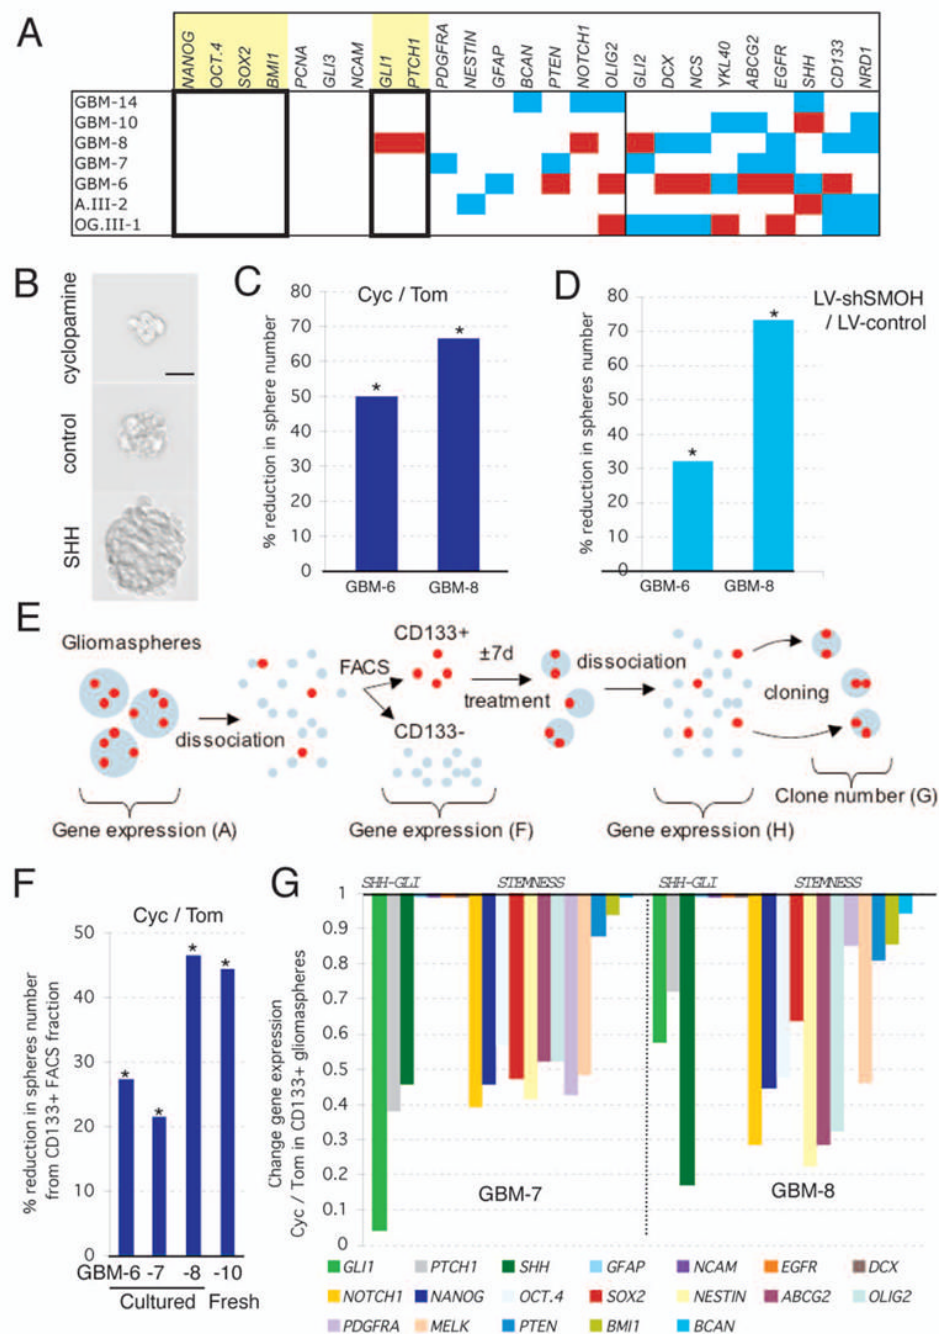 A
NANOG
OCT.4
SOX2
BMI1
PCNA
GLI3
NCAM
GLI1
PTCH1
PDGFRA
NESTIN
GFAP
BCAN
PTEN
NOTCH1
OLIG2
GLI2
DCX
NCS
YKL40
ABCG2
EGFR
SHH
CD133
NRD1
GBM-14
GBM-10
GBM-8
GBM-7
GBM-6
A.III-2
OG.III-1
B
cyclopamine
control
SHH
C
Cyc / Tom
% reduction in sphere number
80
70
60
50
40
30
20
10
0
*
*
GBM-6
GBM-8
D
LV-shSMOH
/ LV-control
% reduction in spheres number
80
70
60
50
40
30
20
10
0
*
*
GBM-6
GBM-8
E
Gliomaspheres
dissociation
FACS
CD133+
CD133-
±7d
treatment
dissociation
cloning
Clone number (G)
Gene expression (A)
Gene expression (F)
Gene expression (H)
F
Cyc / Tom
% reduction in spheres number
from CD133+ FACS fraction
50
40
30
20
10
0
*
*
*
*
GBM-6 -7 -8 -10
Cultured Fresh
G
SHH-GLI STEMNESS SHH-GLI STEMNESS
Change gene expression
Cyc / Tom in CD133+ gliomaspheres
1
0.9
0.8
0.7
0.6
0.5
0.4
0.3
0.2
0.1
0
GBM-7
GBM-8
GLI1 PTCH1 SHH GFAP NCAM EGFR DCX
NOTCH1 NANOG OCT.4 SOX2 NESTIN ABCG2 OLIG2
PDGFRA MELK PTEN BMI1 BCAN